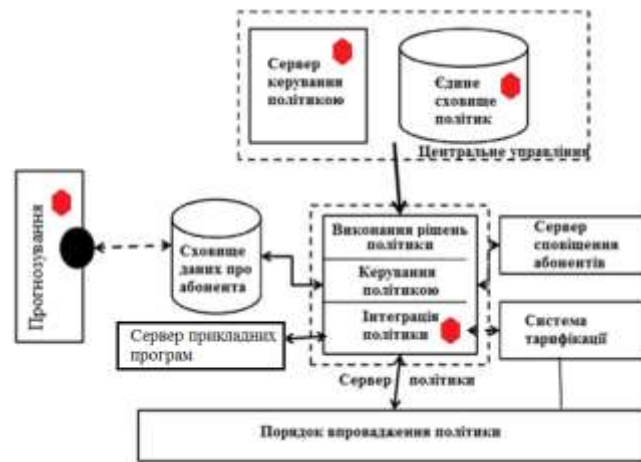 Сервер
керування
політикою
Єдине
сховище
політик
Центральне управління
Прогнозування
Сховище
даних про
абонента
Виконання рішень
політики
Керування
політикою
Інтеграція
політики
Сервер політики
Сервер
сповіщення
абонентів
Система
тарифікації
Сервер прикладних
програм
Порядок впровадження політики